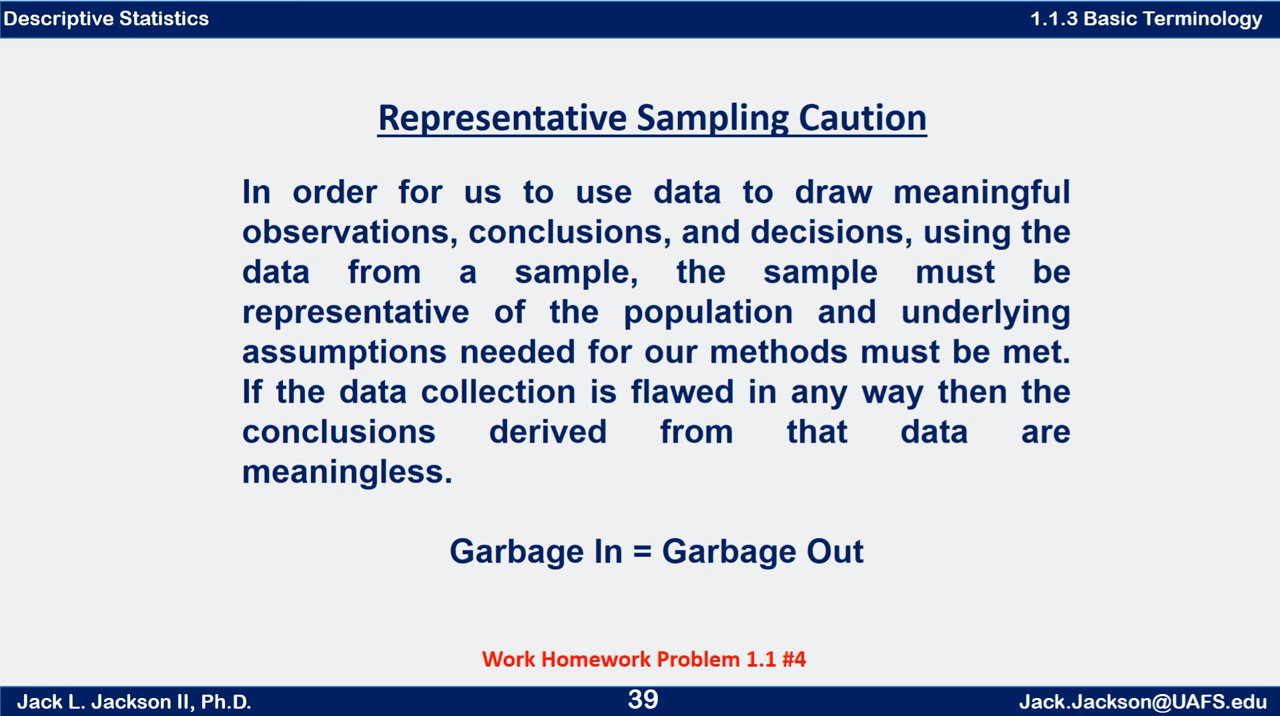 Descriptive Statistics
1.1.3 Basic Terminology
Representative Sampling Caution
In order for us to use data to draw meaningful
observations, conclusions, and decisions, using the
data from a sample, the sample must be
representative of the population and underlying
assumptions needed for our methods must be met.
If the data collection is flawed in any way then the
conclusions derived from that data are
meaningless.
Garbage In = Garbage Out
Work Homework Problem 1.1 #4
Jack L. Jackson II, Ph.D.
39
Jack.Jackson@UAFS.edu